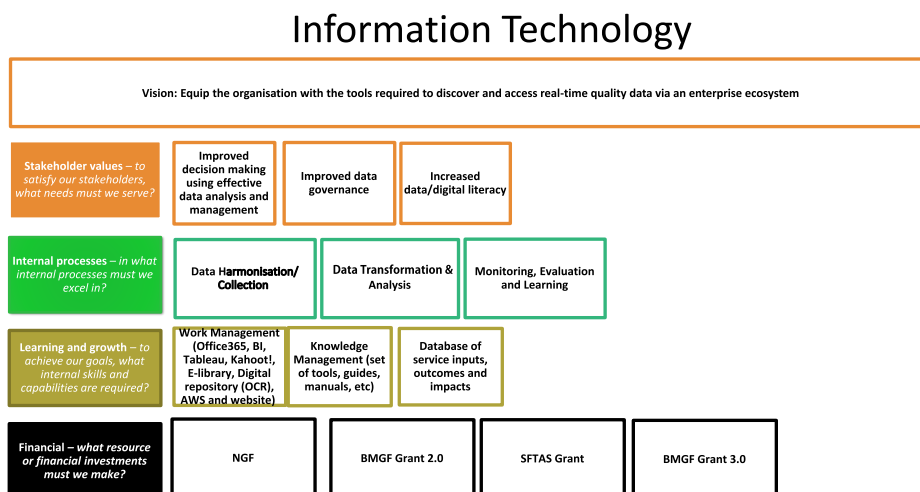 Information Technology
Vision: Equip the organisation with the tools required to discover and access real-time quality data via an enterprise ecosystem
Stakeholder values – to
satisfy our stakeholders,
what needs must we serve?
Improved
decision making
using effective
data analysis and
management
Improved data
governance
Increased
data/digital literacy
Internal processes – in what
internal processes must we
excel in?
Data Harmonisation/
Collection
Data Transformation &
Analysis
Monitoring, Evaluation
and Learning
Learning and growth – to
achieve our goals, what
internal skills and
capabilities are required?
Work Management
(Office365, BI,
Tableau, Kahoot!,
E-library, Digital
repository (OCR),
AWS and website)
Knowledge
Management (set
of tools, guides,
manuals, etc)
Database of
service inputs,
outcomes and
impacts
Financial – what resource
or financial investments
must we make?
NGF
BMGF Grant 2.0
SFTAS Grant
BMGF Grant 3.0